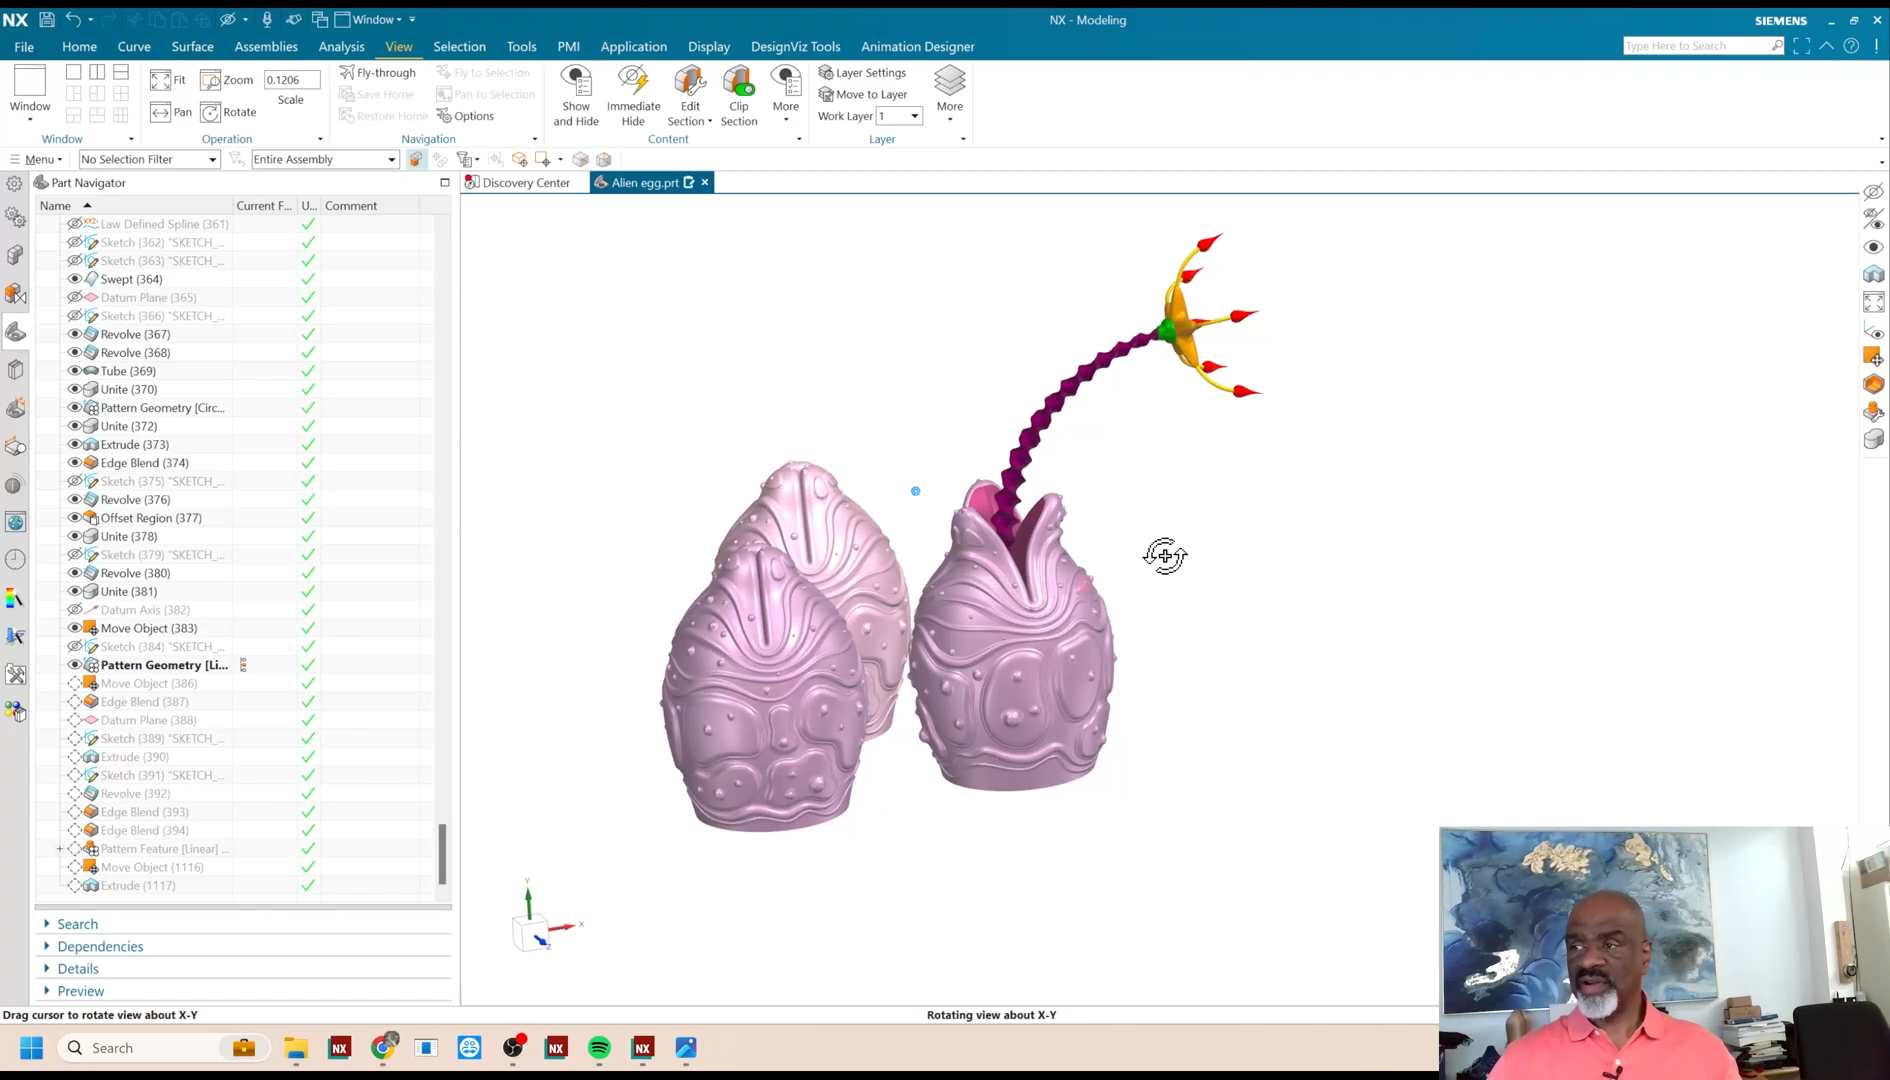 NX
Window
NX - Modeling
SIEMENS
File Home Curve Surface Assemblies Analysis View Selection Tools PMI Application Display DesignViz Tools Animation Designer
Type Here to Search
Window
Fit
Zoom
0.1206
Scale
Pan
Rotate
Fly-through
Save Home
Restore Home
Fly to Selection
Pan to Selection
Options
Show and Hide
Immediate Hide
Edit Section
Clip Section
More
Layer Settings
Move to Layer
Work Layer 1
More
Window Operation Navigation Content Layer
Menu No Selection Filter Entire Assembly
Part Navigator
Discovery Center Alien egg.prt
Name Current F... U... Comment
Law Defined Spline (361)
Sketch (362) "SKETCH_...
Sketch (363) "SKETCH_...
Swept (364)
Datum Plane (365)
Sketch (366) "SKETCH_...
Revolve (367)
Revolve (368)
Tube (369)
Unite (370)
Pattern Geometry [Circ...
Unite (372)
Extrude (373)
Edge Blend (374)
Sketch (375) "SKETCH_...
Revolve (376)
Offset Region (377)
Unite (378)
Sketch (379) "SKETCH_...
Revolve (380)
Unite (381)
Datum Axis (382)
Move Object (383)
Sketch (384) "SKETCH_...
Pattern Geometry [Li...
Move Object (386)
Edge Blend (387)
Datum Plane (388)
Sketch (389) "SKETCH_...
Extrude (390)
Sketch (391) "SKETCH_...
Revolve (392)
Edge Blend (393)
Edge Blend (394)
Pattern Feature [Linear] ...
Move Object (1116)
Extrude (1117)
Search
Dependencies
Details
Preview
Y
X
Z
Drag cursor to rotate view about X-Y
Rotating view about X-Y
Search
NX
NX
NX